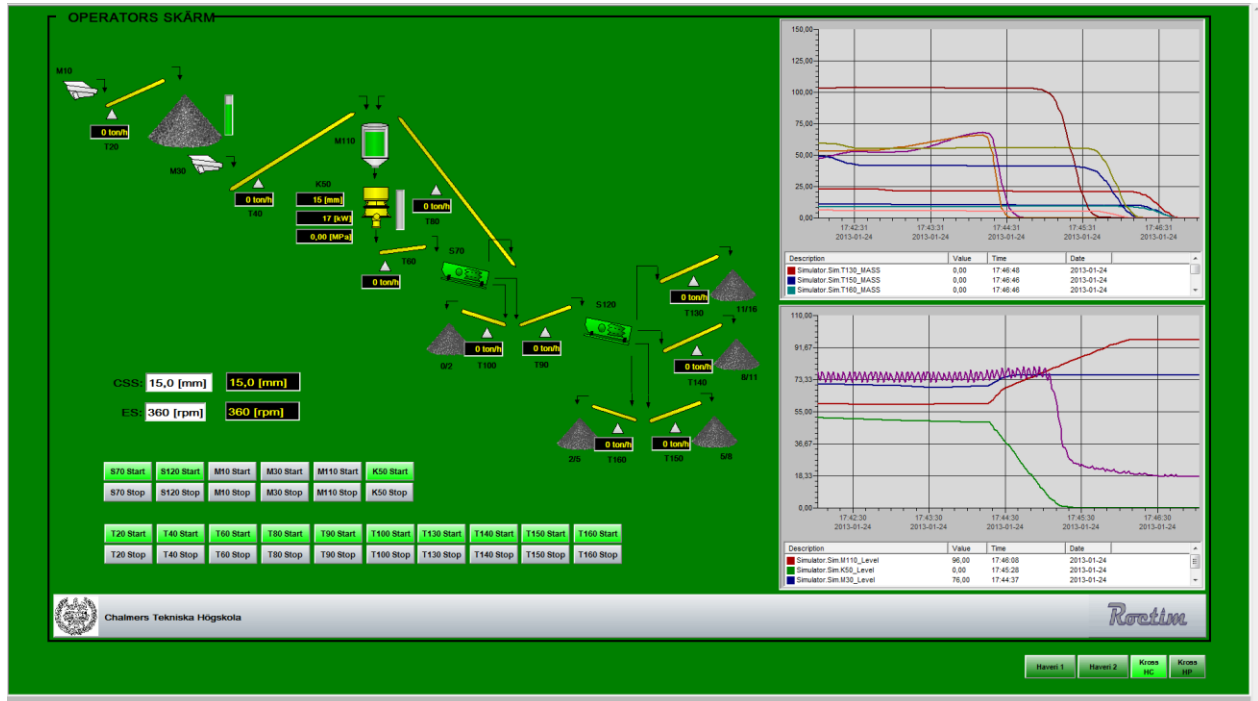 OPERATORS SKÄRM
M10
0 ton/h
T20
M30
0 ton/h
T40
M110
K50
15 [mm]
17 [kW]
0,00 [MPa]
0 ton/h
T80
T60
0 ton/h
S70
0/2
0 ton/h
T100
0 ton/h
T90
S120
0 ton/h
T130
11/16
0 ton/h
T140
8/11
2/5
0 ton/h
T160
0 ton/h
T150
5/8
CSS: 15,0 [mm] 15,0 [mm]
ES: 360 [rpm] 360 [rpm]
S70 Start S120 Start M10 Start M30 Start M110 Start K50 Start
S70 Stop S120 Stop M10 Stop M30 Stop M110 Stop K50 Stop
T20 Start T40 Start T60 Start T80 Start T90 Start T100 Start T130 Start T140 Start T150 Start T160 Start
T20 Stop T40 Stop T60 Stop T80 Stop T90 Stop T100 Stop T130 Stop T140 Stop T150 Stop T160 Stop
150,00
125,00
100,00
75,00
50,00
25,00
0,00
17:42:31 17:43:31 17:44:31 17:45:31 17:46:31
2013-01-24 2013-01-24 2013-01-24 2013-01-24 2013-01-24
Description Value Time Date
Simulator.Sim.T130_MASS 0,00 17:46:48 2013-01-24
Simulator.Sim.T150_MASS 0,00 17:46:46 2013-01-24
Simulator.Sim.T160_MASS 0,00 17:46:46 2013-01-24
110,00
91,67
73,33
55,00
36,67
18,33
0,00
17:42:30 17:43:30 17:44:30 17:45:30 17:46:30
2013-01-24 2013-01-24 2013-01-24 2013-01-24 2013-01-24
Description Value Time Date
Simulator.Sim.M110_Level 96,00 17:46:08 2013-01-24
Simulator.Sim.K50_Level 0,00 17:45:28 2013-01-24
Simulator.Sim.M30_Level 76,00 17:44:37 2013-01-24
Chalmers Tekniska Högskola
Roctim
Haveri 1 Haveri 2 Kross HC Kross HP